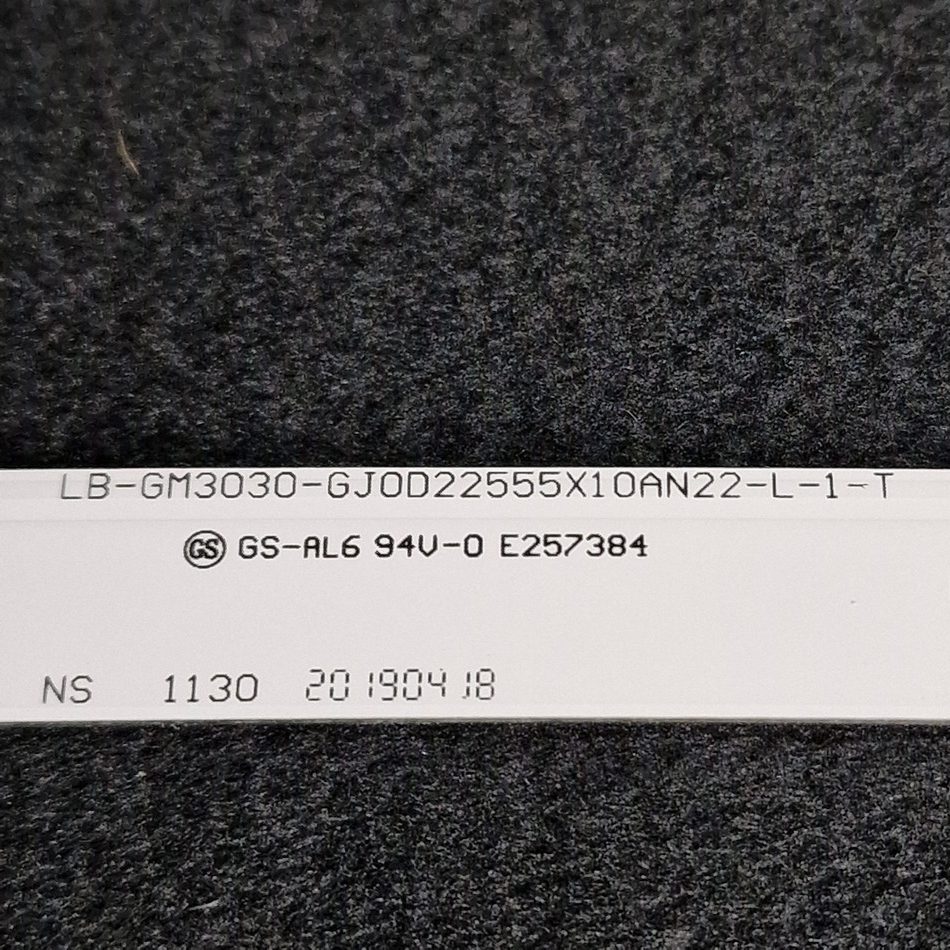 LB-GM3030-GJ0D22555X10AN22-L-1-T
GS GS-AL6 94V-0 E257384
NS 1130 20190418